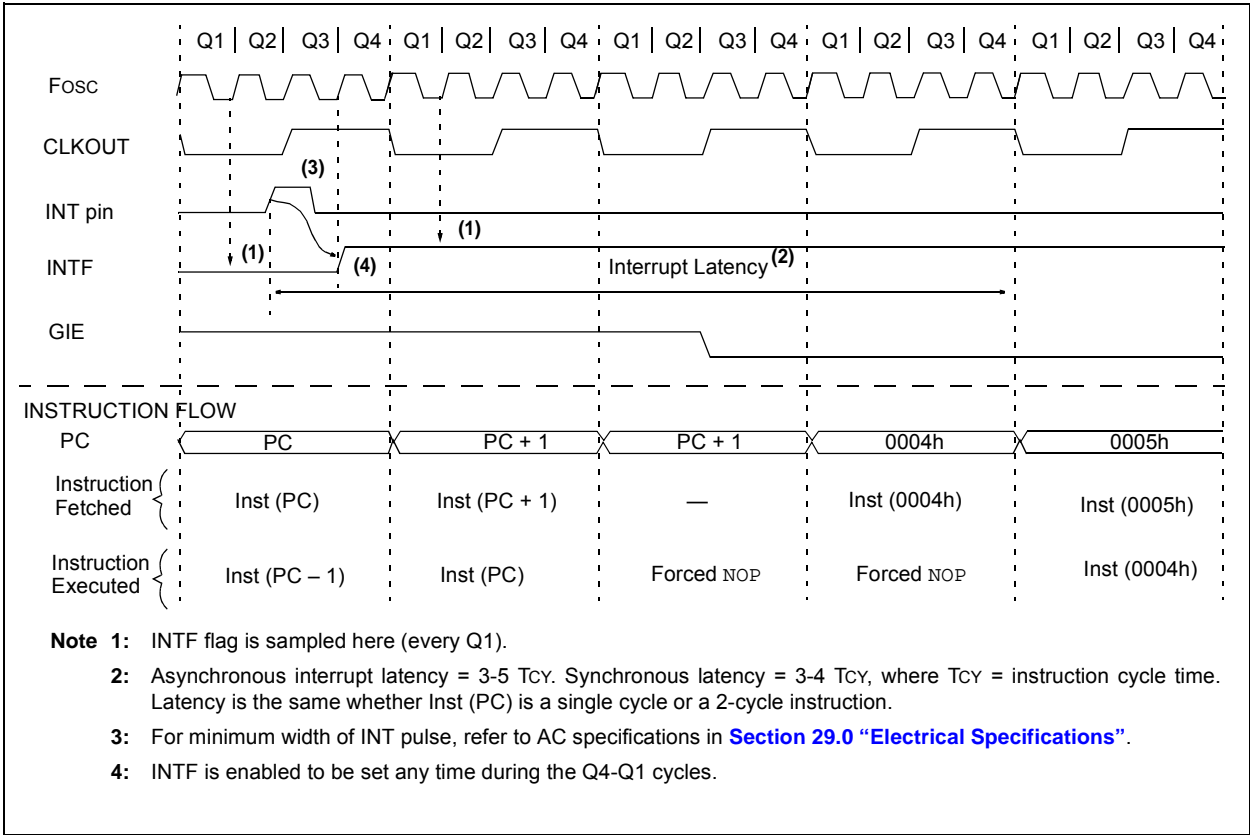 Q1 Q2 Q3 Q4 Q1 Q2 Q3 Q4 Q1 Q2 Q3 Q4 Q1 Q2 Q3 Q4 Q1 Q2 Q3 Q4
FOSC
CLKOUT
(3)
INT pin
(1) (1)
INTF
(4) Interrupt Latency(2)
GIE
INSTRUCTION FLOW
PC PC PC + 1 PC + 1 0004h 0005h
Instruction
Fetched
Inst (PC) Inst (PC + 1) — Inst (0004h) Inst (0005h)
Instruction
Executed
Inst (PC – 1) Inst (PC) Forced NOP Forced NOP Inst (0004h)
Note 1: INTF flag is sampled here (every Q1).
2: Asynchronous interrupt latency = 3-5 TCY. Synchronous latency = 3-4 TCY, where TCY = instruction cycle time.
Latency is the same whether Inst (PC) is a single cycle or a 2-cycle instruction.
3: For minimum width of INT pulse, refer to AC specifications in Section 29.0 “Electrical Specifications”.
4: INTF is enabled to be set any time during the Q4-Q1 cycles.